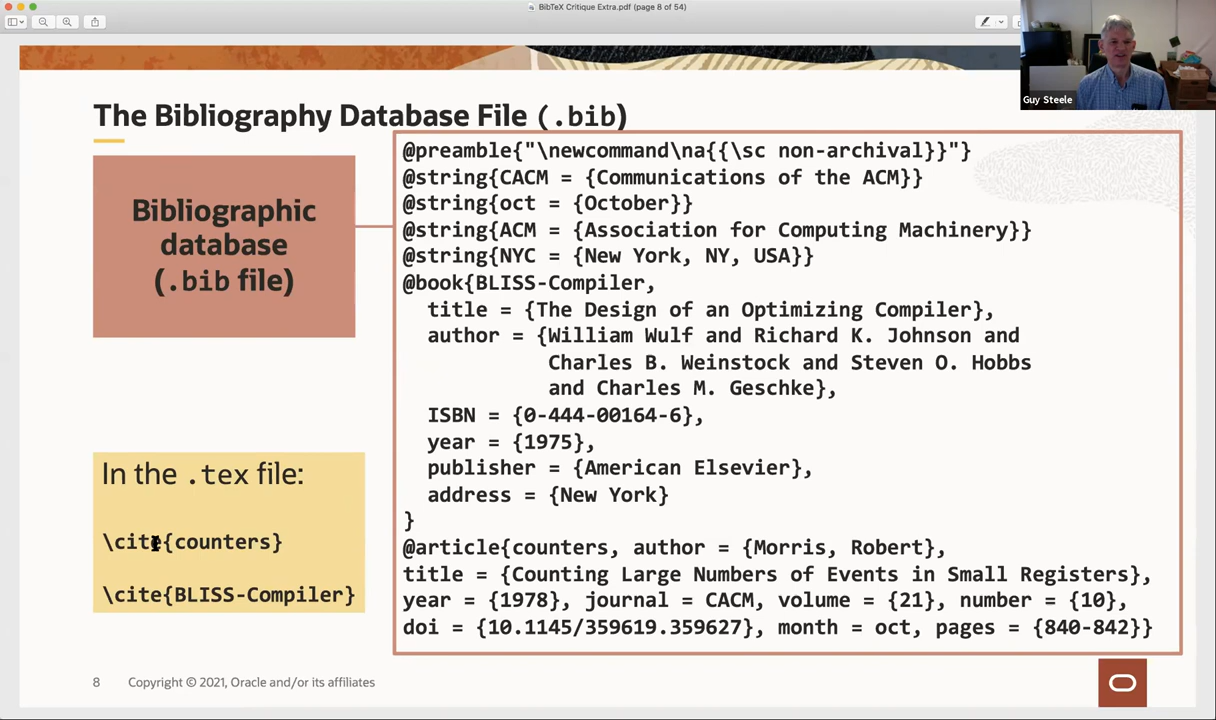 BibTeX Critique Extra.pdf (page 8 of 54)
Guy Steele
The Bibliography Database File (.bib)
Bibliographic
database
(.bib file)
@preamble{"\newcommand\na{{\sc non-archival}}"}
@string{CACM = {Communications of the ACM}}
@string{oct = {October}}
@string{ACM = {Association for Computing Machinery}}
@string{NYC = {New York, NY, USA}}
@book{BLISS-Compiler,
title = {The Design of an Optimizing Compiler},
author = {William Wulf and Richard K. Johnson and
Charles B. Weinstock and Steven O. Hobbs
and Charles M. Geschke},
ISBN = {0-444-00164-6},
year = {1975},
publisher = {American Elsevier},
address = {New York}
}
@article{counters, author = {Morris, Robert},
title = {Counting Large Numbers of Events in Small Registers},
year = {1978}, journal = CACM, volume = {21}, number = {10},
doi = {10.1145/359619.359627}, month = oct, pages = {840-842}}
In the .tex file:
\cite{counters}
\cite{BLISS-Compiler}
8 Copyright © 2021, Oracle and/or its affiliates